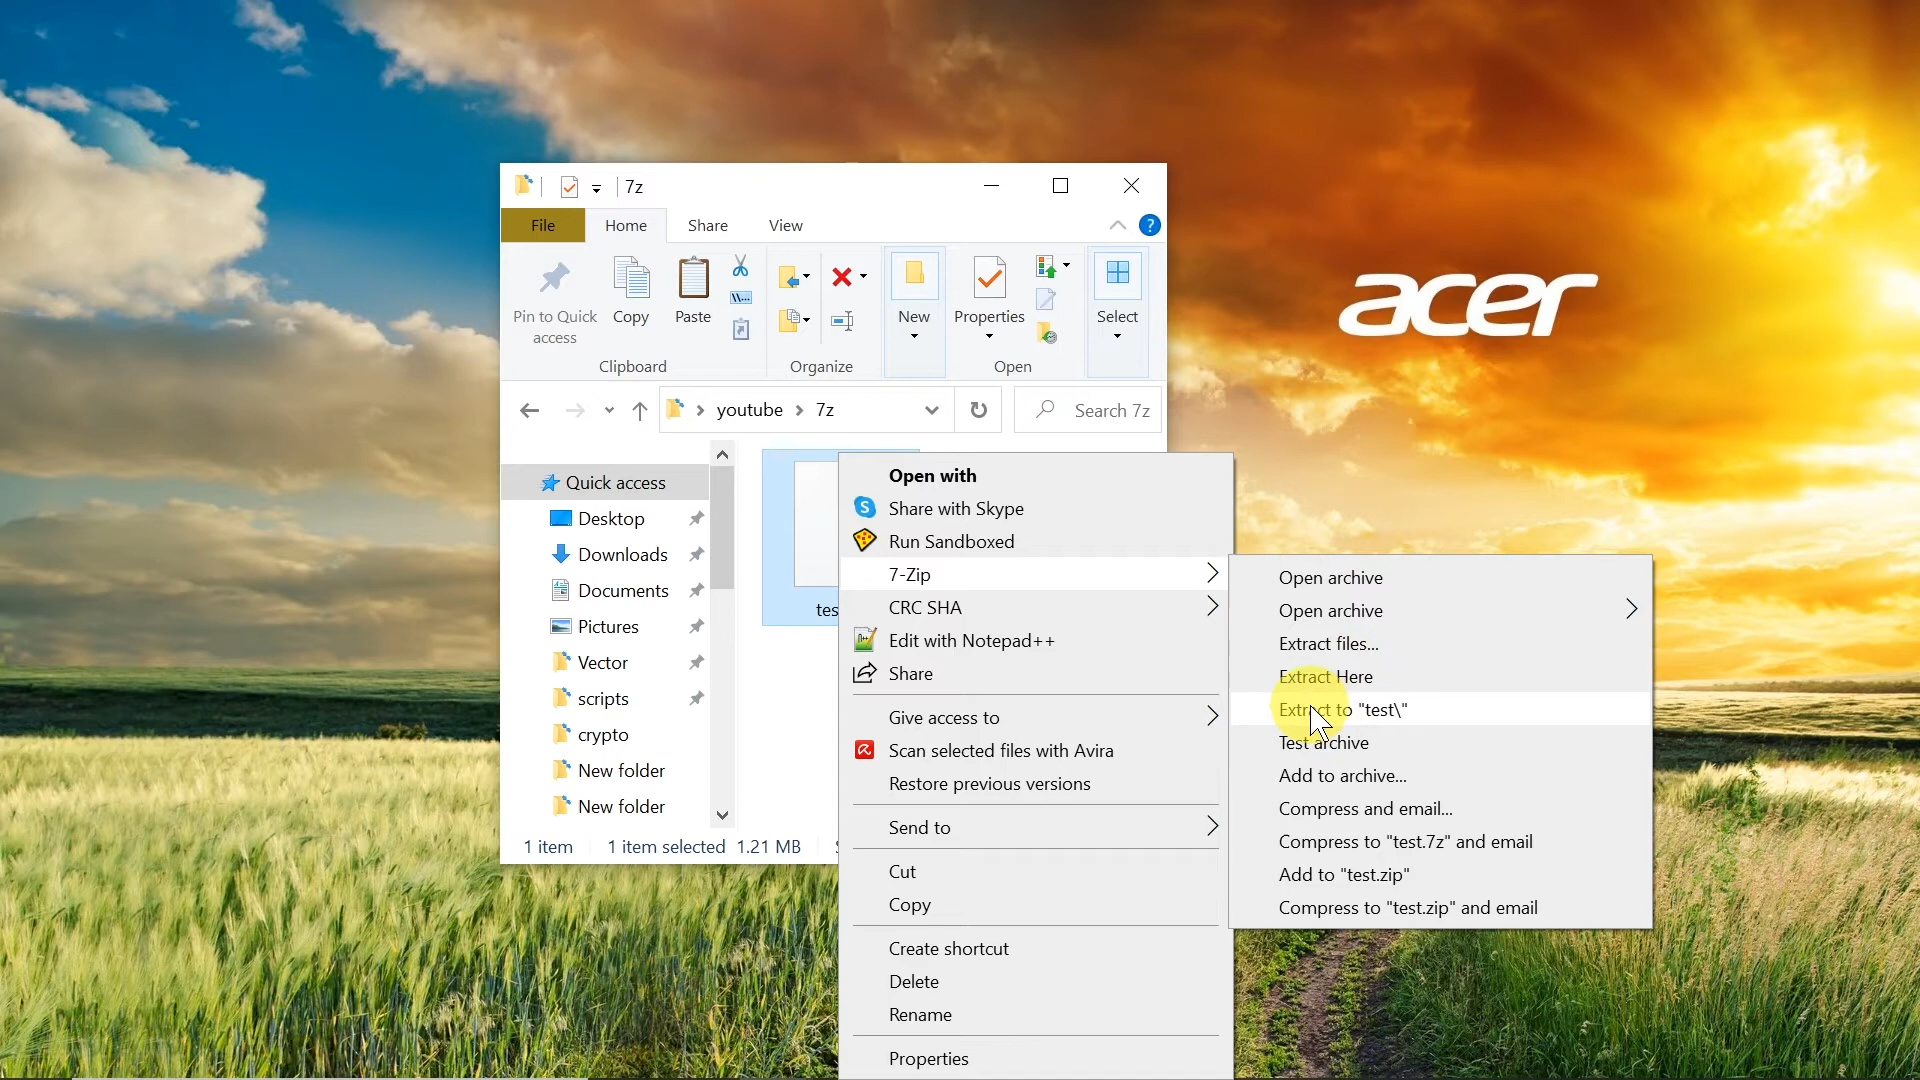 7z
File
Home
Share
View
Pin to Quick
access
Copy
Paste
New
Properties
Select
Clipboard
Organize
Open
youtube
7z
Search 7z
Quick access
Desktop
Downloads
Documents
Pictures
Vector
scripts
crypto
New folder
New folder
1 item
1 item selected 1.21 MB
tes
Open with
Share with Skype
Run Sandboxed
7-Zip
CRC SHA
Edit with Notepad++
Share
Give access to
Scan selected files with Avira
Restore previous versions
Send to
Cut
Copy
Create shortcut
Delete
Rename
Properties
Open archive
Open archive
Extract files...
Extract Here
Extract to "test\"
Test archive
Add to archive...
Compress and email...
Compress to "test.7z" and email
Add to "test.zip"
Compress to "test.zip" and email
acer